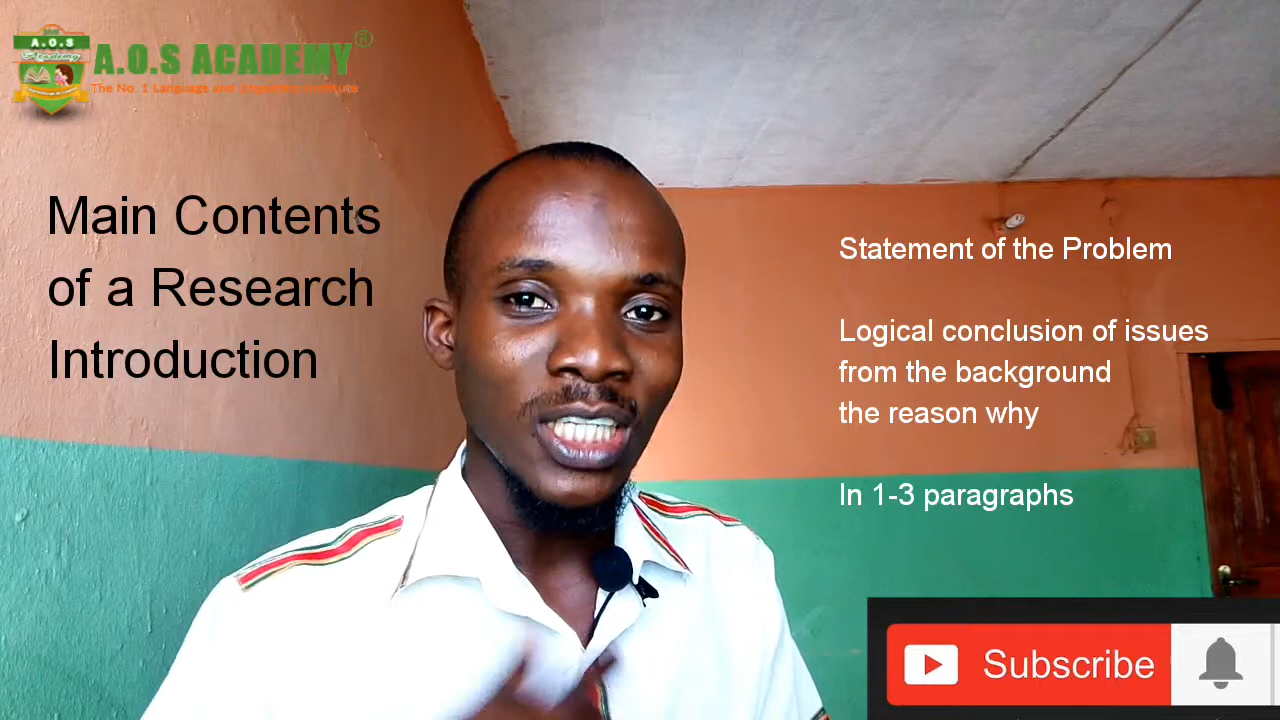 A.O.S
Academy
A.O.S ACADEMY®
The No. 1 Language and Linguistics Institute
Main Contents
of a Research
Introduction
Statement of the Problem
Logical conclusion of issues
from the background
the reason why
In 1-3 paragraphs
Subscribe